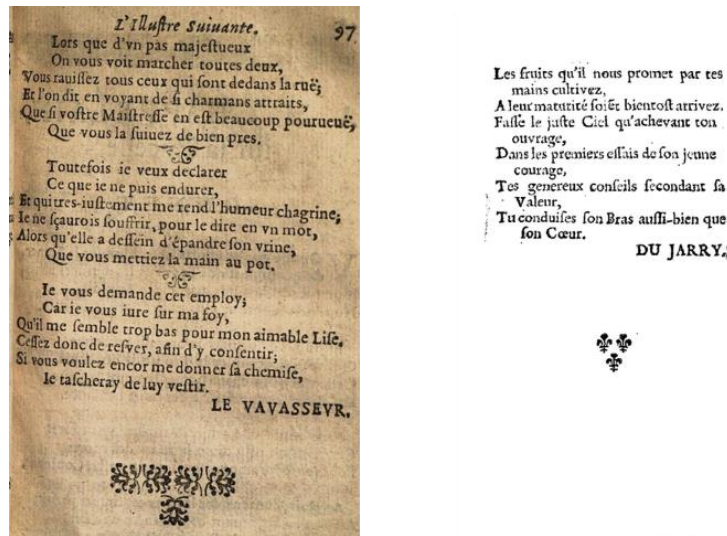 L'Illuſtre Suiuante. 97
Lors que d'vn pas majeſtueux
On vous voit marcher toutes deux,
Vous rauiſſez tous ceux qui ſont dedans la ruë;
Et l'on dit en voyant de ſi charmans attraits,
Que ſi voſtre Maiſtreſſe en eſt beaucoup pourueuë,
Que vous la ſuiuez de bien pres.
Toutefois ie veux declarer
Ce que ie ne puis endurer,
Et qui tres-iuſtement me rend l'humeur chagrine;
Ie ne ſçaurois ſouffrir, pour le dire en vn mot,
Alors qu'elle a deſſein d'épandre ſon vrine,
Que vous mettiez la main au pot.
Ie vous demande cet employ;
Car ie vous iure ſur ma foy,
Qu'il me ſemble trop bas pour mon aimable Liſe,
Ceſſez donc de reſver, afin d'y conſentir;
Si vous voulez encor me donner ſa chemiſe,
Ie taſcheray de luy veſtir.
LE VAVASSEVR.
Les fruits qu'il nous promet par tes
mains cultivez,
A leur maturité ſoiẽt bientoſt arrivez.
Faſſe le juſte Ciel qu'achevant ton
ouvrage,
Dans les premiers eſſais de ſon jeune
courage,
Tes genereux conſeils ſecondant ſa
Valeur,
Tu conduiſes ſon Bras auſſi-bien que
ſon Cœur.
DU JARRY.